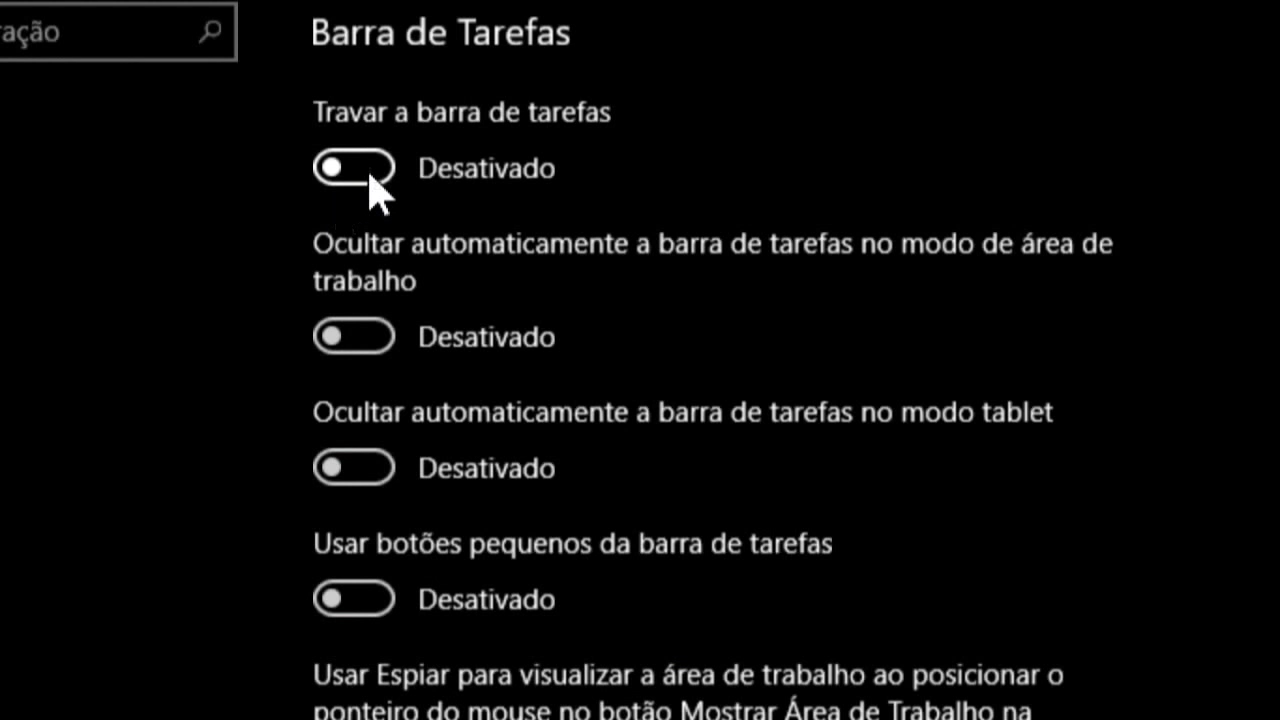 ração
Barra de Tarefas
Travar a barra de tarefas
Desativado
Ocultar automaticamente a barra de tarefas no modo de área de
trabalho
Desativado
Ocultar automaticamente a barra de tarefas no modo tablet
Desativado
Usar botões pequenos da barra de tarefas
Desativado
Usar Espiar para visualizar a área de trabalho ao posicionar o
ponteiro do mouse no botão Mostrar Área de Trabalho na